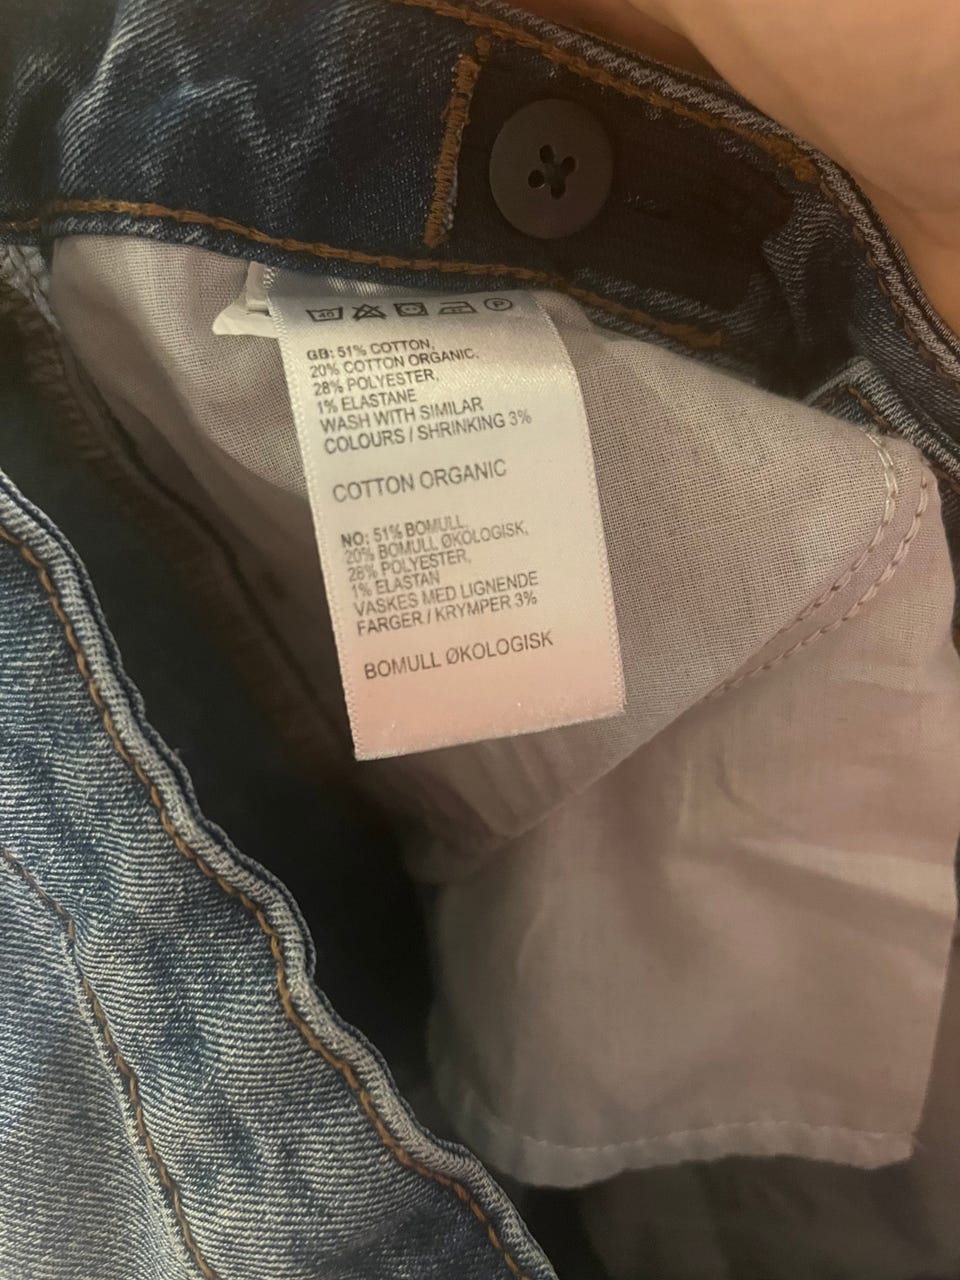 40 P
GB: 51% COTTON,
20% COTTON ORGANIC,
28% POLYESTER,
1% ELASTANE
WASH WITH SIMILAR
COLOURS / SHRINKING 3%
COTTON ORGANIC
NO: 51% BOMULL,
20% BOMULL ØKOLOGISK,
28% POLYESTER,
1% ELASTAN
VASKES MED LIGNENDE
FARGER / KRYMPER 3%
BOMULL ØKOLOGISK